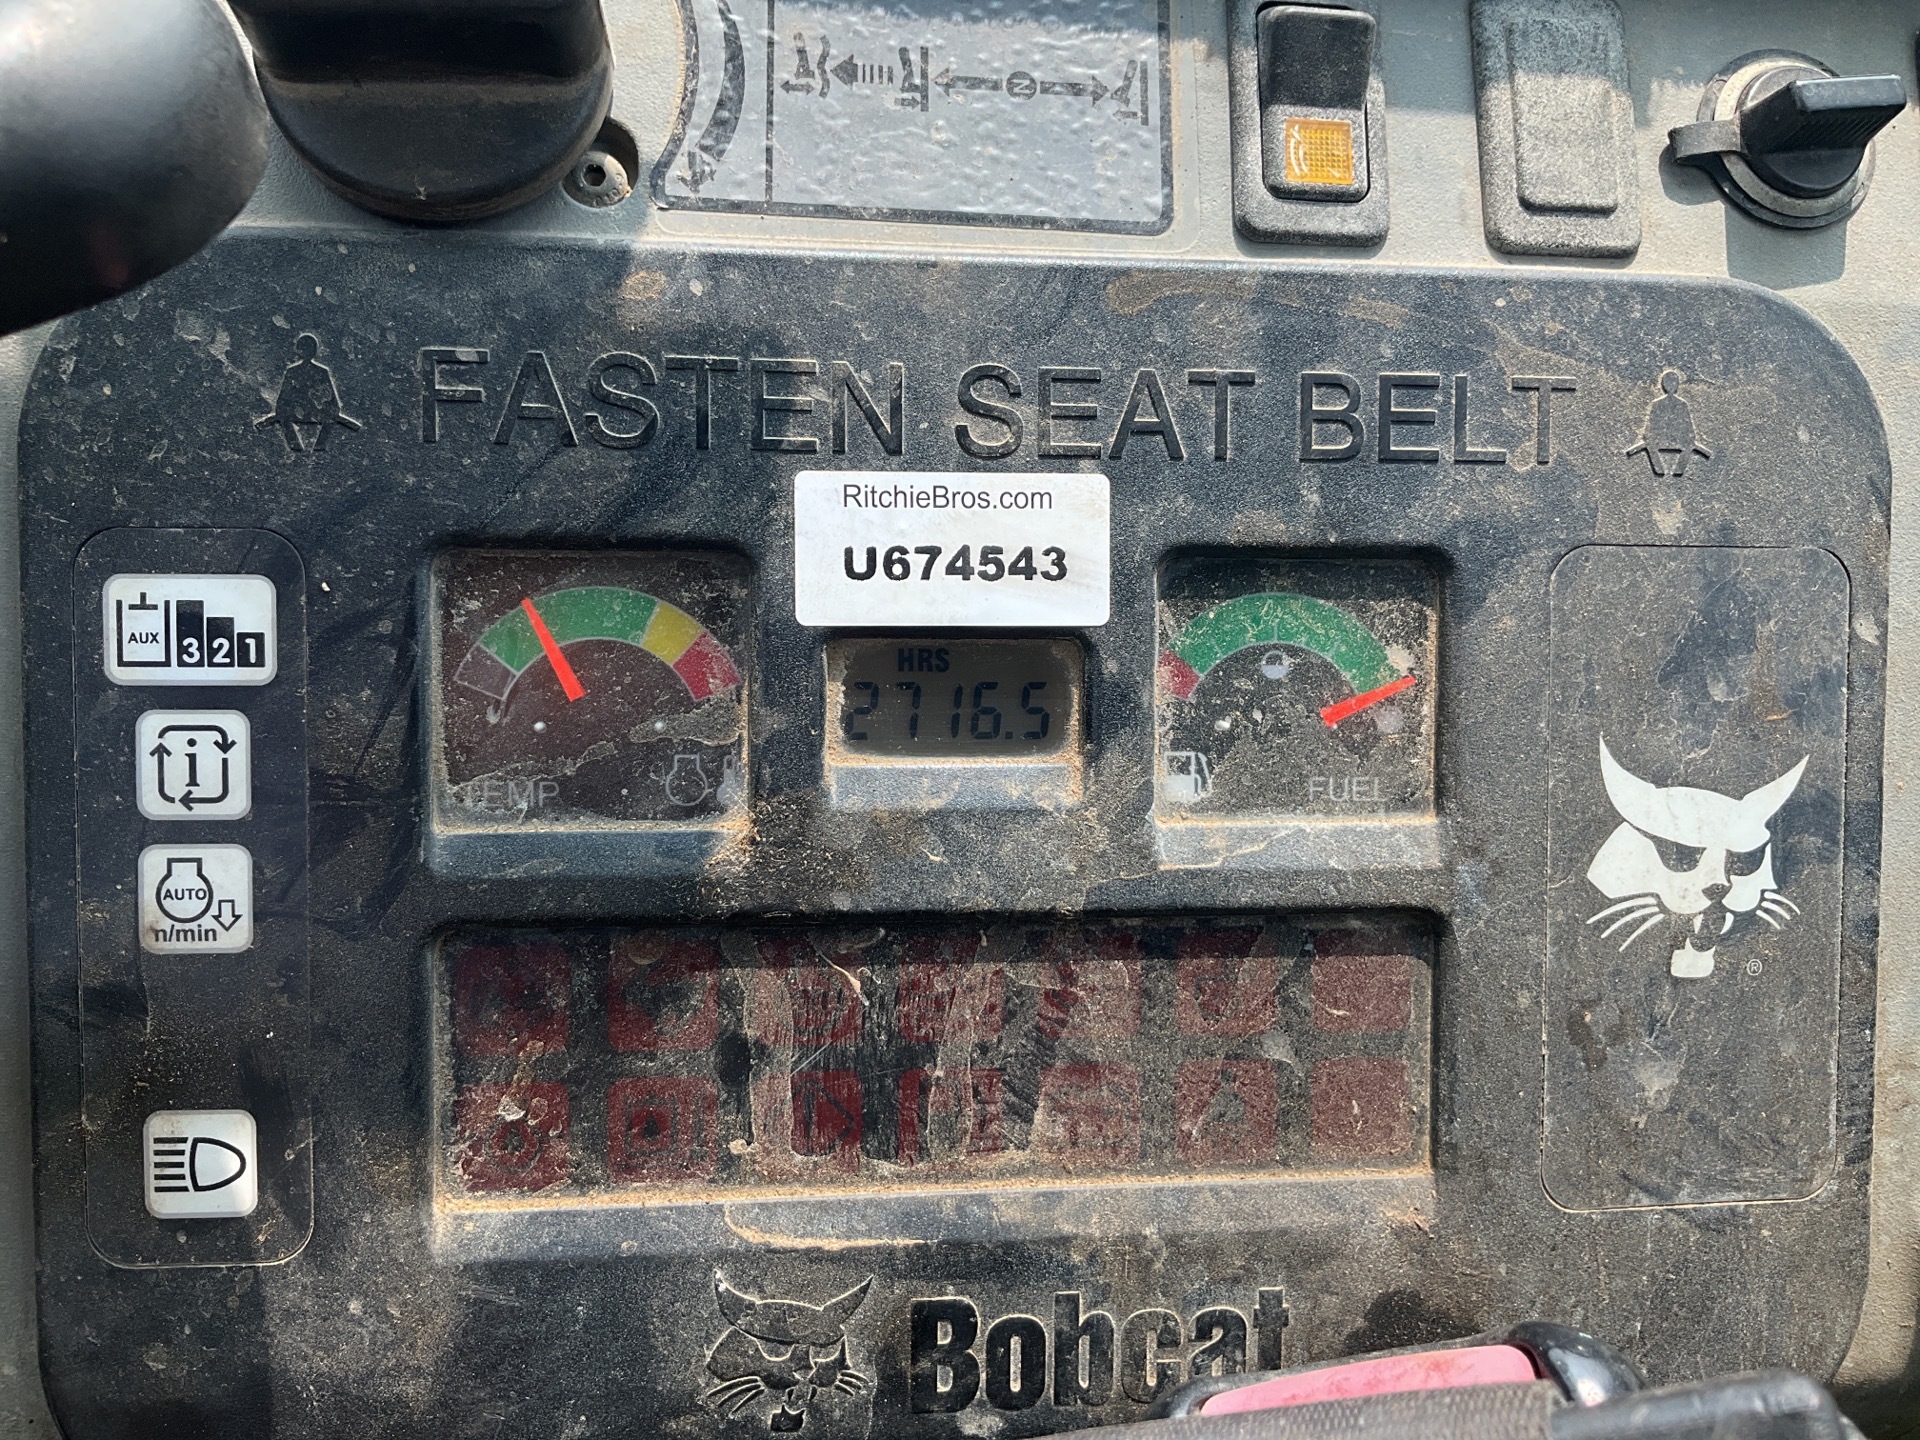 N
FASTEN SEAT BELT
RitchieBros.com
U674543
AUX 3 2 1
HRS
2716.5
i
TEMP
FUEL
AUTO
n/min
®
Bobcat